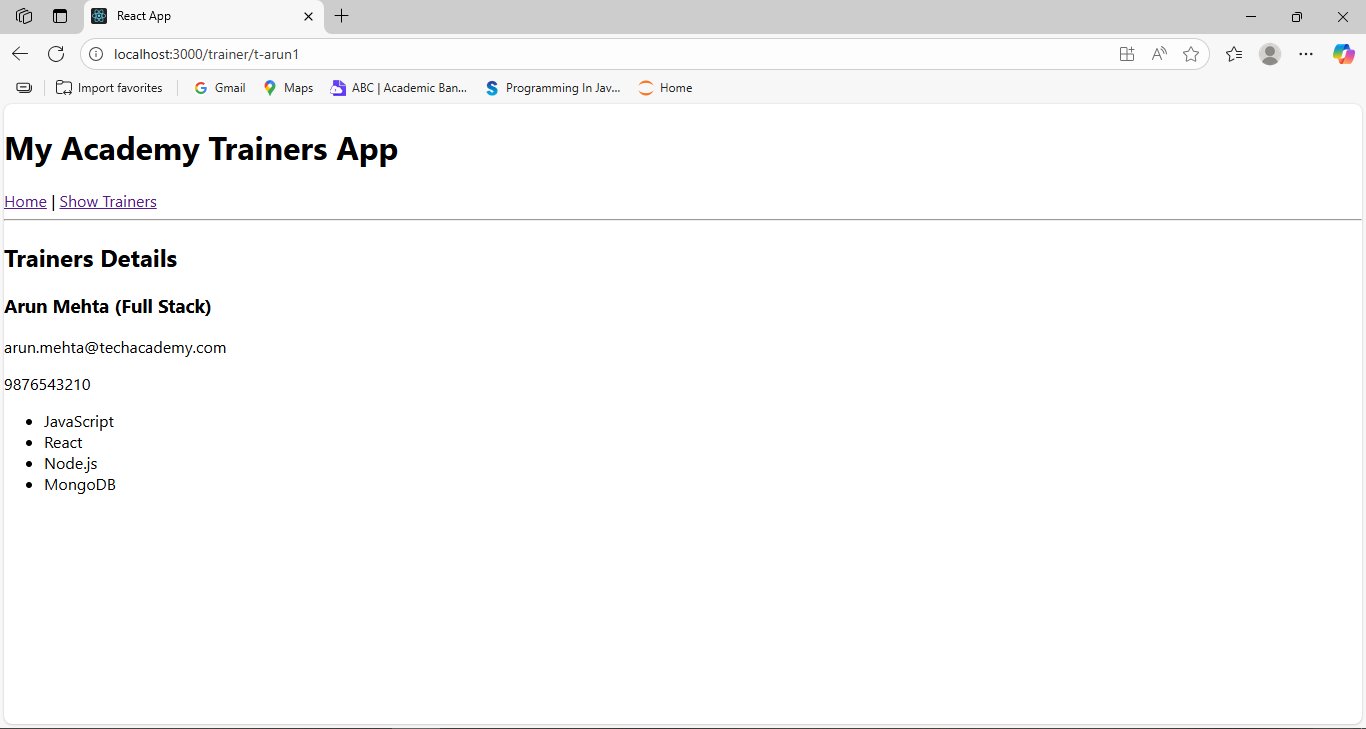 React App
localhost:3000/trainer/t-arun1
Import favorites Gmail Maps ABC | Academic Ban... Programming In Jav... Home
My Academy Trainers App
Home | Show Trainers
Trainers Details
Arun Mehta (Full Stack)
arun.mehta@techacademy.com
9876543210
JavaScript
React
Node.js
MongoDB